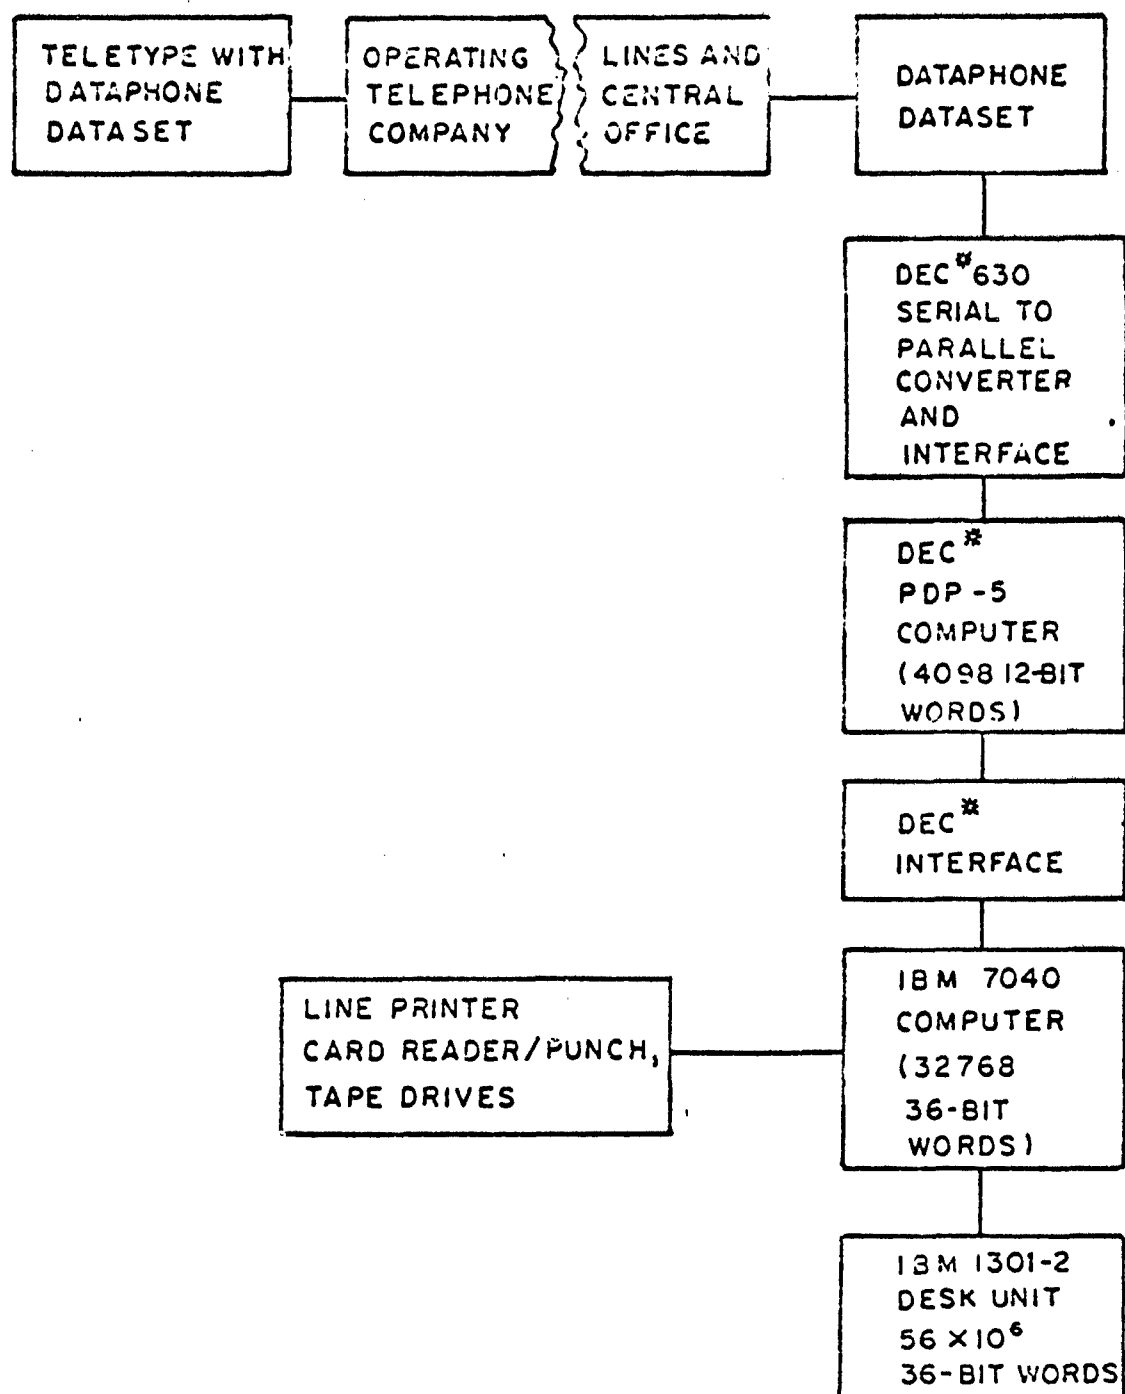 TELETYPE WITH
DATAPHONE
DATASET
OPERATING
TELEPHONE
COMPANY
LINES AND
CENTRAL
OFFICE
DATAPHONE
DATASET
DEC*630
SERIAL TO
PARALLEL
CONVERTER
AND
INTERFACE
DEC*
PDP-5
COMPUTER
(4098 12-BIT
WORDS)
DEC*
INTERFACE
LINE PRINTER
CARD READER/PUNCH,
TAPE DRIVES
IBM 7040
COMPUTER
(32768
36-BIT
WORDS)
IBM 1301-2
DESK UNIT
56 × 10⁶
36-BIT WORDS